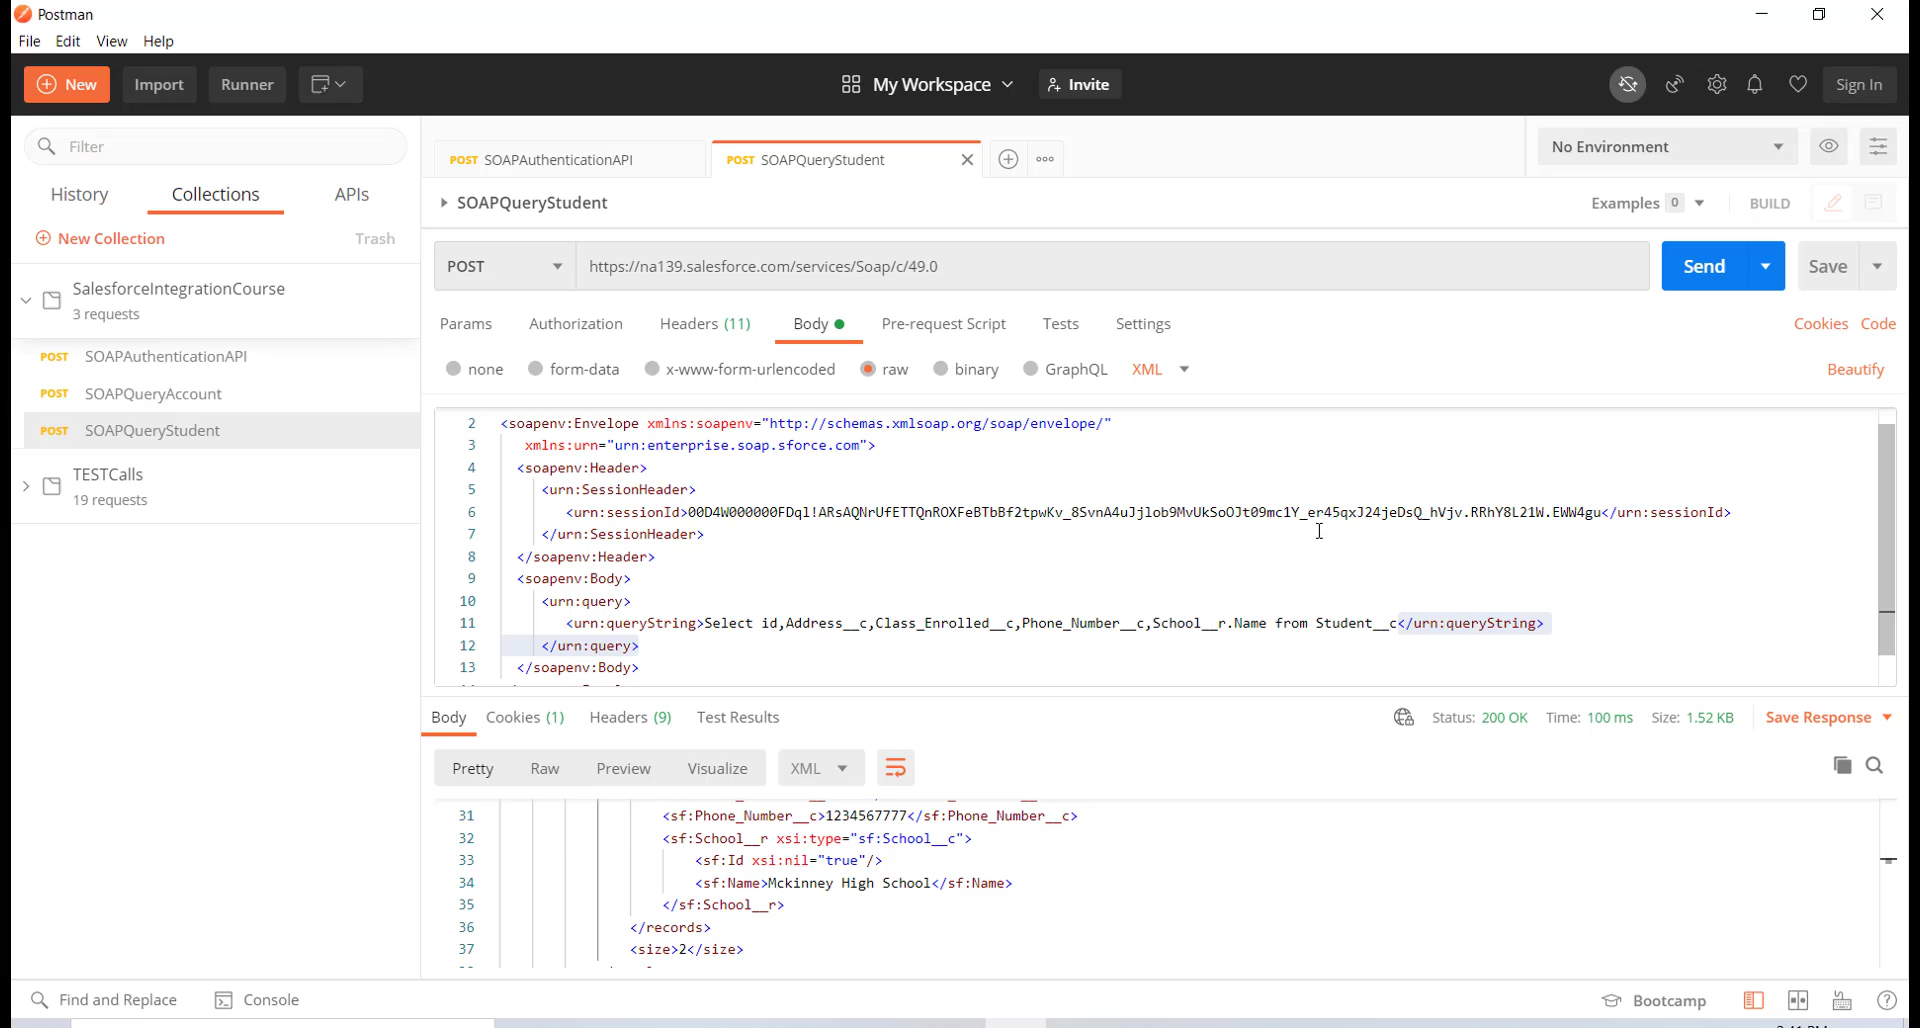 Postman
File Edit View Help
New Import Runner My Workspace Invite Sign In
Filter
History Collections APIs
New Collection Trash
SalesforceIntegrationCourse
3 requests
POST SOAPAuthenticationAPI
POST SOAPQueryAccount
POST SOAPQueryStudent
TESTCalls
19 requests
POST SOAPAuthenticationAPI POST SOAPQueryStudent No Environment
SOAPQueryStudent Examples 0 BUILD
POST https://na139.salesforce.com/services/Soap/c/49.0 Send Save
Params Authorization Headers (11) Body Pre-request Script Tests Settings Cookies Code
none form-data x-www-form-urlencoded raw binary GraphQL XML Beautify
2 <soapenv:Envelope xmlns:soapenv="http://schemas.xmlsoap.org/soap/envelope/"
3 xmlns:urn="urn:enterprise.soap.sforce.com">
4 <soapenv:Header>
5 <urn:SessionHeader>
6 <urn:sessionId>00D4W000000FDql!ARsAQNrUfETTQnROXFeBTbBf2tpwKv_8SvnA4uJjlob9MvUkSoOJt09mc1Y_er45qxJ24jeDsQ_hVjv.RRhY8L21W.EWW4gu</urn:sessionId>
7 </urn:SessionHeader>
8 </soapenv:Header>
9 <soapenv:Body>
10 <urn:query>
11 <urn:queryString>Select id,Address__c,Class_Enrolled__c,Phone_Number__c,School__r.Name from Student__c</urn:queryString>
12 </urn:query>
13 </soapenv:Body>
Body Cookies (1) Headers (9) Test Results Status: 200 OK Time: 100 ms Size: 1.52 KB Save Response
Pretty Raw Preview Visualize XML
31 <sf:Phone_Number__c>1234567777</sf:Phone_Number__c>
32 <sf:School__r xsi:type="sf:School__c">
33 <sf:Id xsi:nil="true"/>
34 <sf:Name>Mckinney High School</sf:Name>
35 </sf:School__r>
36 </records>
37 <size>2</size>
Find and Replace Console Bootcamp